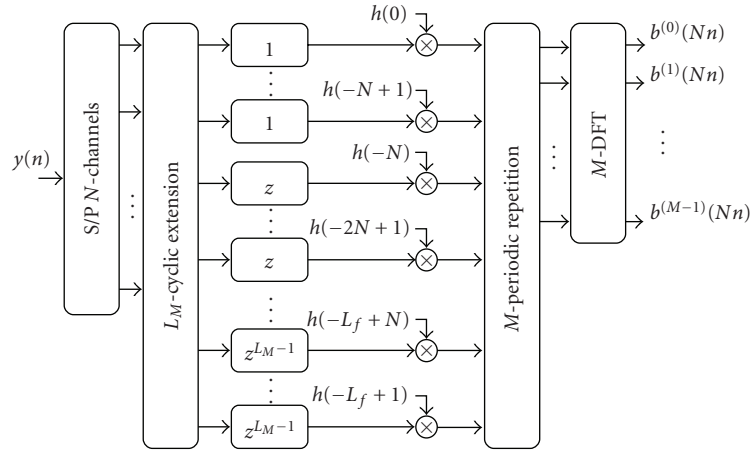 y(n)
S/P N-channels
L_M-cyclic extension
1
1
z
z
z^{L_M−1}
z^{L_M−1}
h(0)
h(−N + 1)
h(−N)
h(−2N + 1)
h(−L_f + N)
h(−L_f + 1)
M-periodic repetition
M-DFT
b^{(0)}(Nn)
b^{(1)}(Nn)
b^{(M−1)}(Nn)